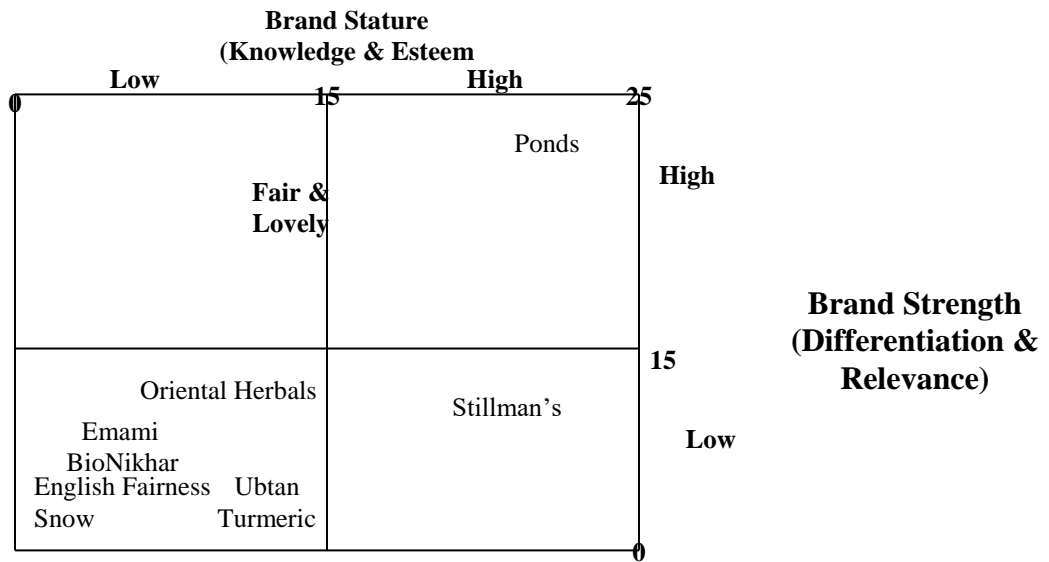 Brand Stature
(Knowledge & Esteem
Low
High
0
15
25
Ponds
High
Fair &
Lovely
Brand Strength
(Differentiation &
Relevance)
15
Oriental Herbals
Stillman's
Emami
Low
BioNikhar
English Fairness
Ubtan
Snow
Turmeric
0